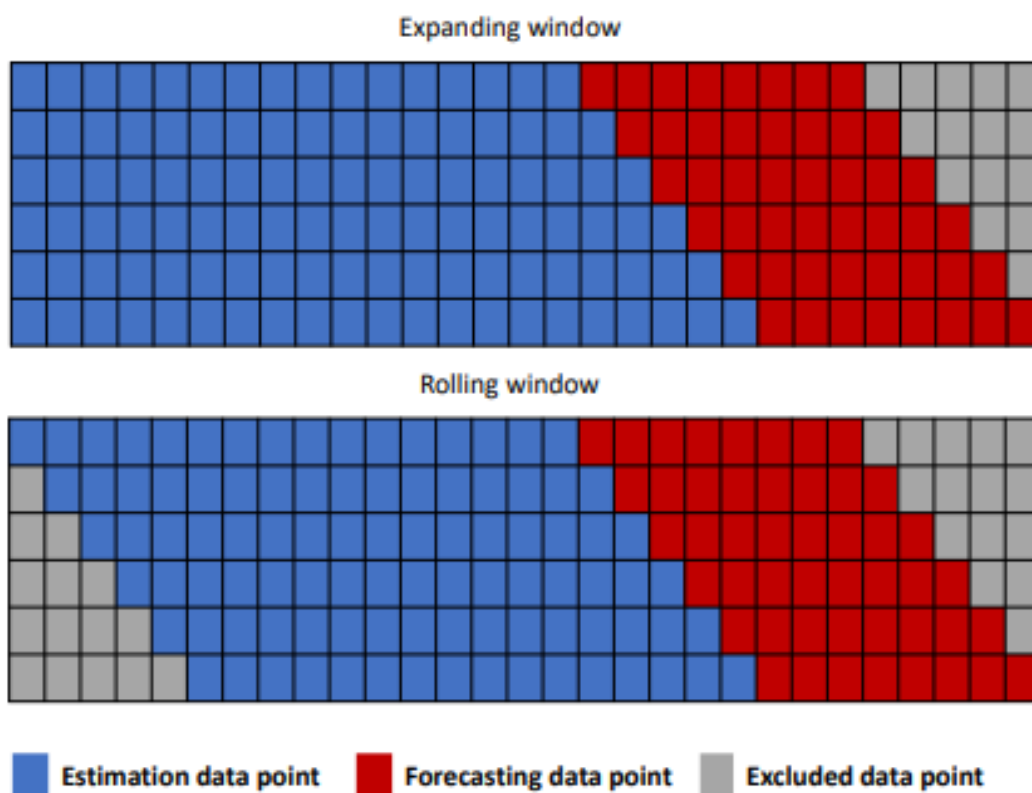 Expanding window
Rolling window
Estimation data point Forecasting data point Excluded data point